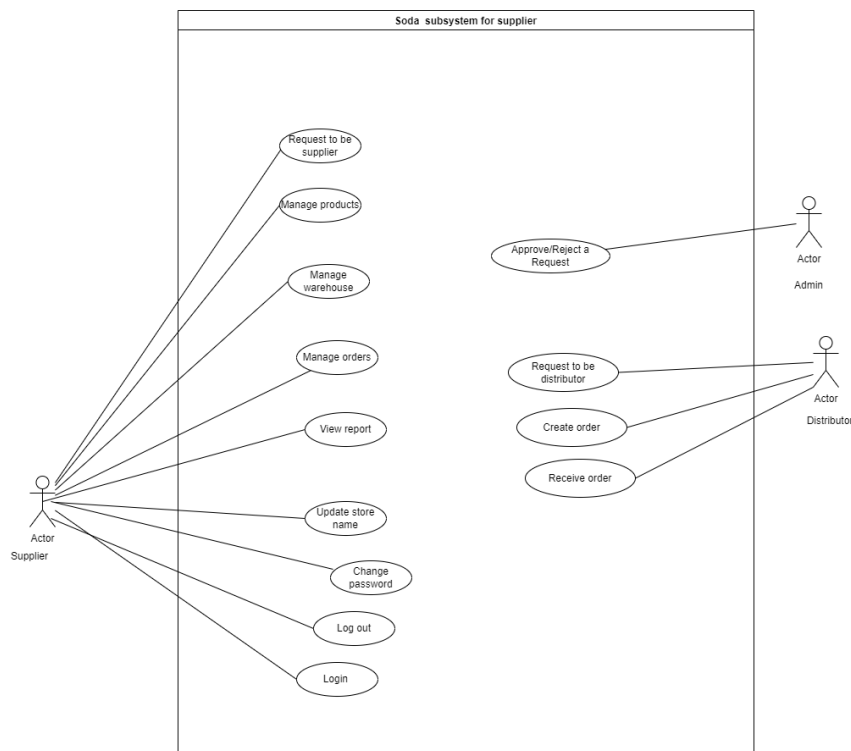 Soda  subsystem for supplier
Request to be
supplier
Manage products
Manage
warehouse
Manage orders
View report
Update store
name
Change
password
Log out
Login
Actor
Supplier
Approve/Reject a
Request
Actor
Admin
Request to be
distributor
Create order
Receive order
Actor
Distributor